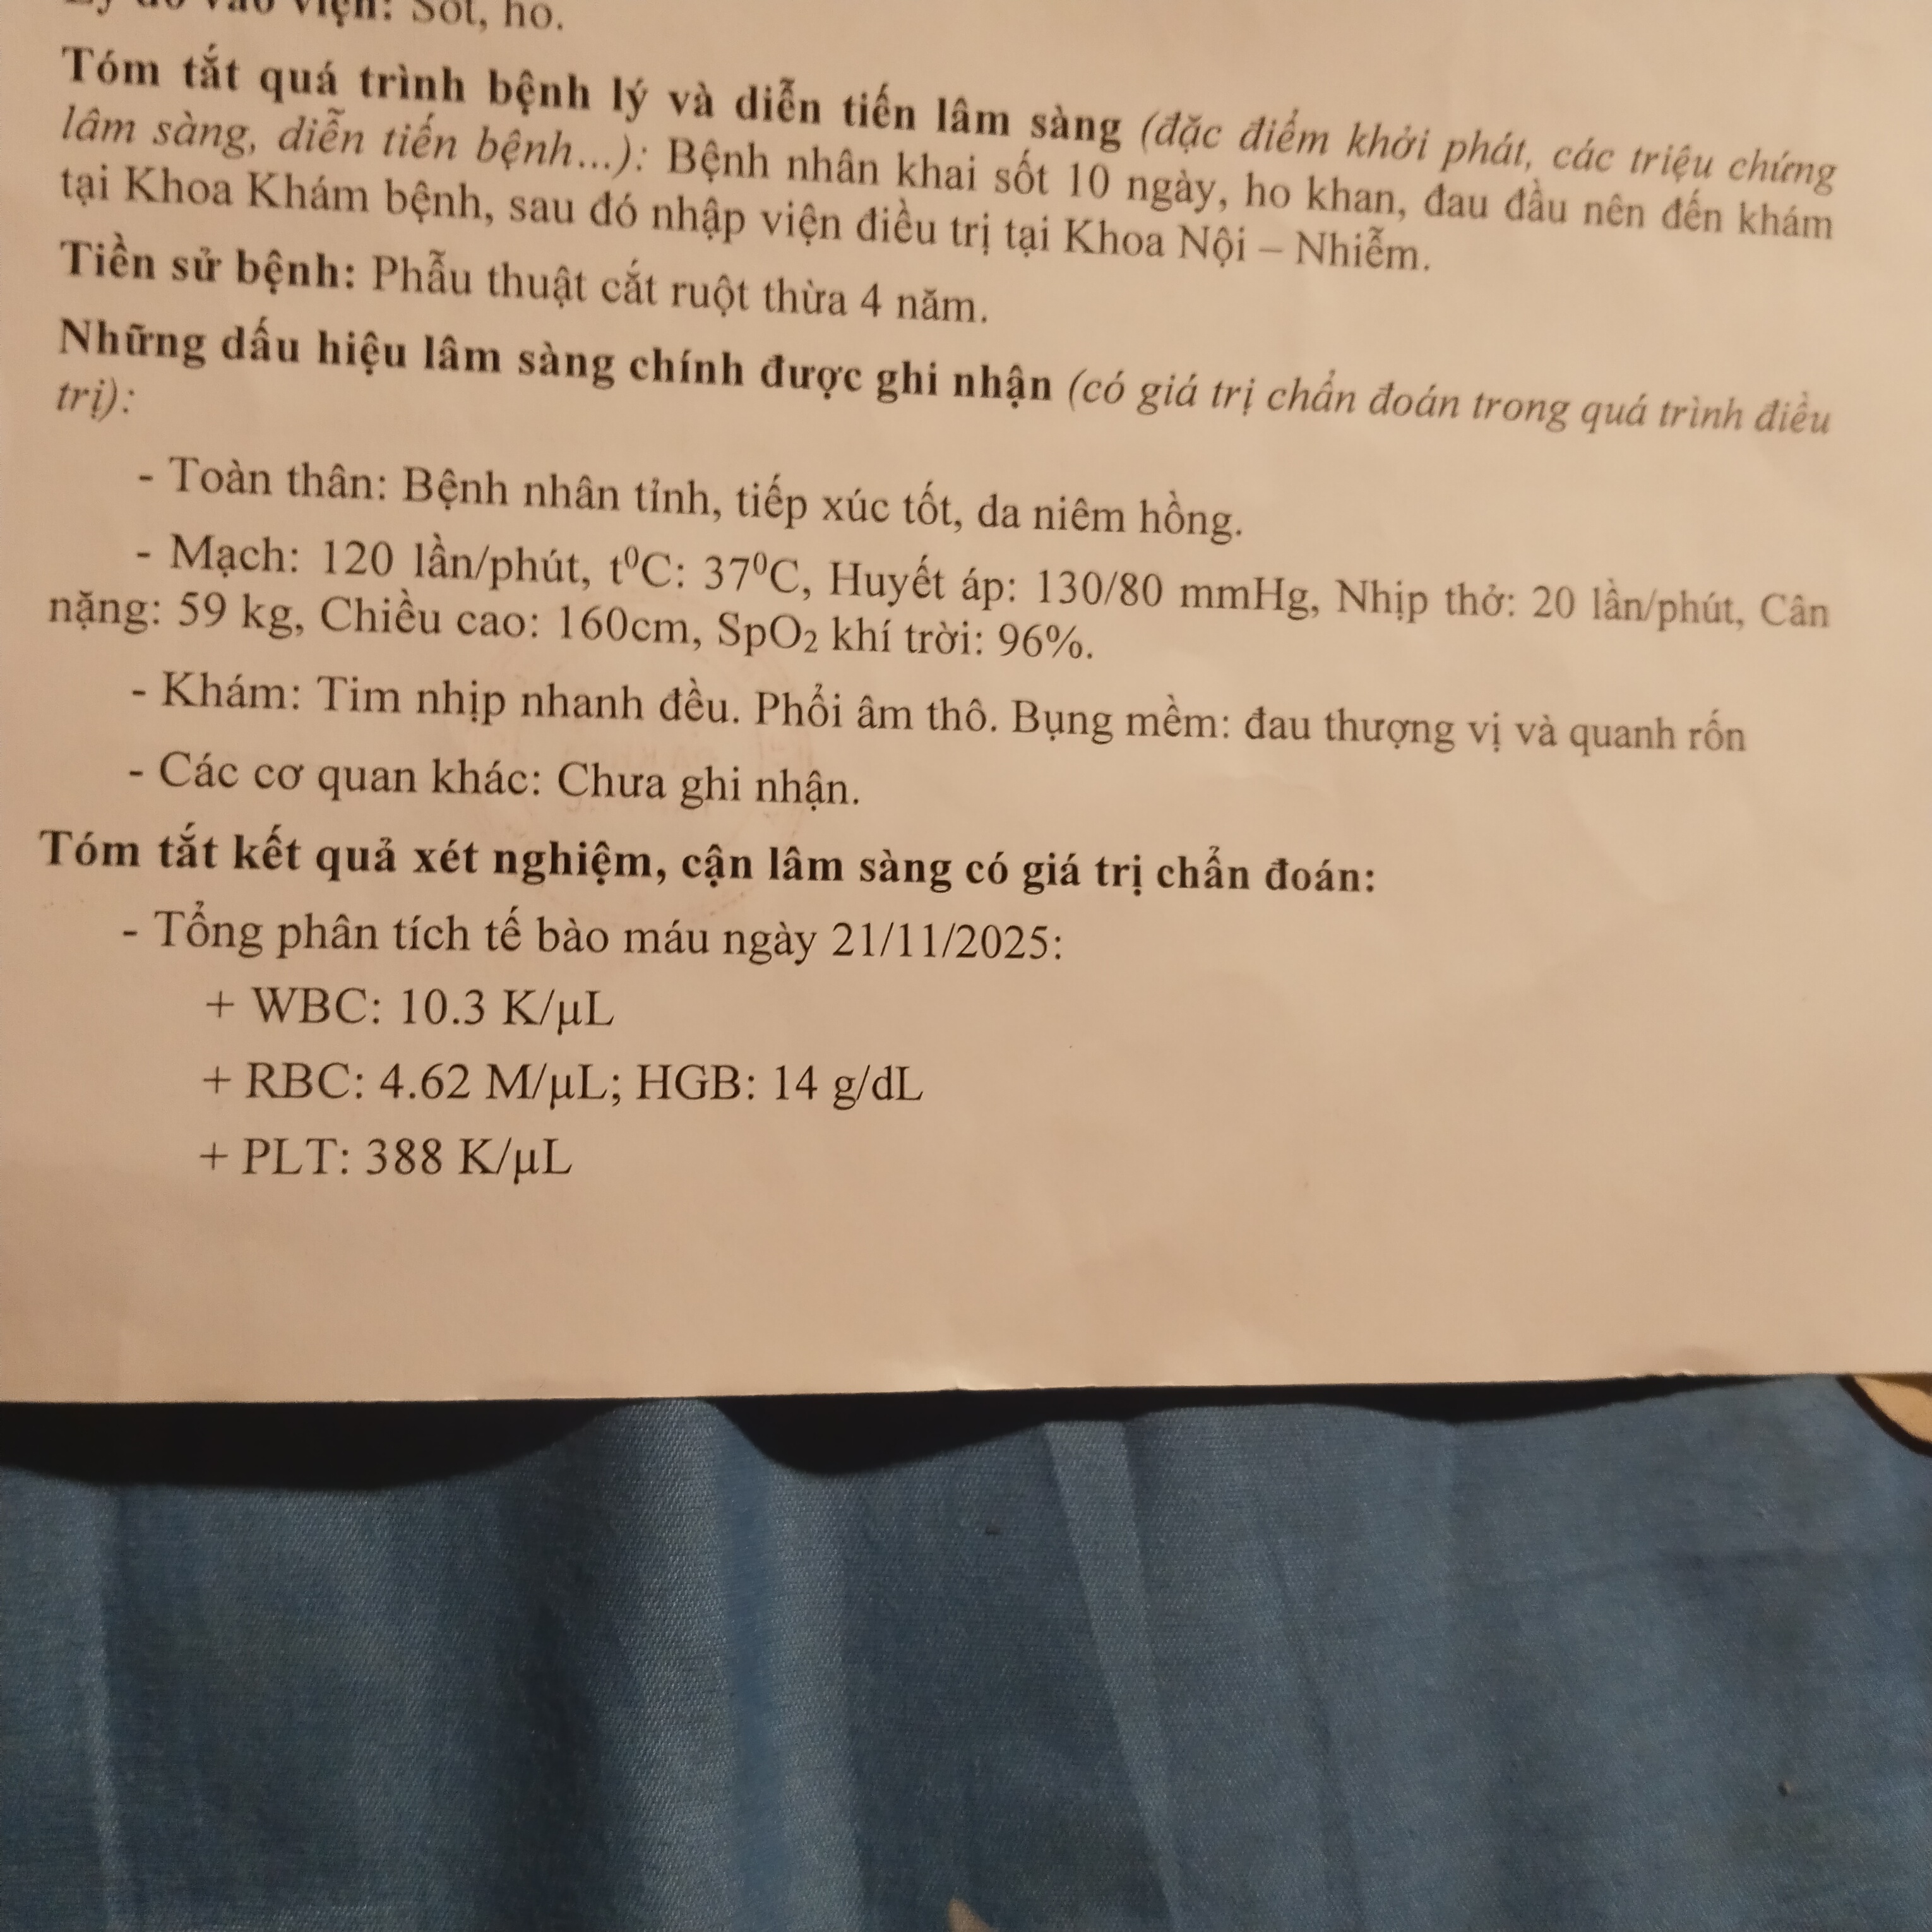 viện: Sốt, ho.
Tóm tắt quá trình bệnh lý và diễn tiến lâm sàng (đặc điểm khởi phát, các triệu chứng
lâm sàng, diễn tiến bệnh...): Bệnh nhân khai sốt 10 ngày, ho khan, đau đầu nên đến khám
tại Khoa Khám bệnh, sau đó nhập viện điều trị tại Khoa Nội – Nhiễm.
Tiền sử bệnh: Phẫu thuật cắt ruột thừa 4 năm.
Những dấu hiệu lâm sàng chính được ghi nhận (có giá trị chẩn đoán trong quá trình điều
trị):
- Toàn thân: Bệnh nhân tỉnh, tiếp xúc tốt, da niêm hồng.
- Mạch: 120 lần/phút, t⁰C: 37⁰C, Huyết áp: 130/80 mmHg, Nhịp thở: 20 lần/phút, Cân
nặng: 59 kg, Chiều cao: 160cm, SpO₂ khí trời: 96%.
- Khám: Tim nhịp nhanh đều. Phổi âm thô. Bụng mềm: đau thượng vị và quanh rốn
- Các cơ quan khác: Chưa ghi nhận.
Tóm tắt kết quả xét nghiệm, cận lâm sàng có giá trị chẩn đoán:
- Tổng phân tích tế bào máu ngày 21/11/2025:
+ WBC: 10.3 K/µL
+ RBC: 4.62 M/µL; HGB: 14 g/dL
+ PLT: 388 K/µL